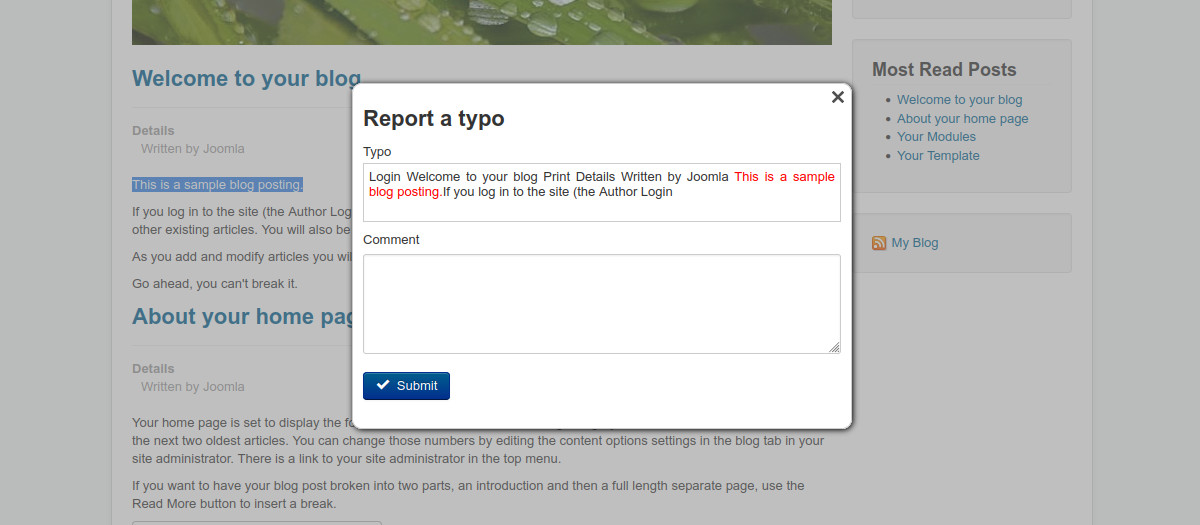 Welcome to your blog
Details
Written by Joomla
This is a sample blog posting.
If you log in to the site (the Author Log
other existing articles. You will also be
As you add and modify articles you wil
Go ahead, you can't break it.
About your home pag
Details
Written by Joomla
Your home page is set to display the fo
the next two oldest articles. You can change those numbers by editing the content options settings in the blog tab in your
site administrator. There is a link to your site administrator in the top menu.
If you want to have your blog post broken into two parts, an introduction and then a full length separate page, use the
Read More button to insert a break.
Report a typo
Typo
Login Welcome to your blog Print Details Written by Joomla This is a sample
blog posting.If you log in to the site (the Author Login
Comment
Submit
Most Read Posts
Welcome to your blog
About your home page
Your Modules
Your Template
My Blog